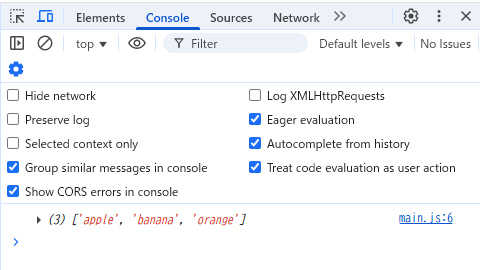 Elements Console Sources Network
top Filter Default levels No Issues
Hide network Log XMLHttpRequests
Preserve log Eager evaluation
Selected context only Autocomplete from history
Group similar messages in console Treat code evaluation as user action
Show CORS errors in console
(3) ['apple', 'banana', 'orange'] main.js:6